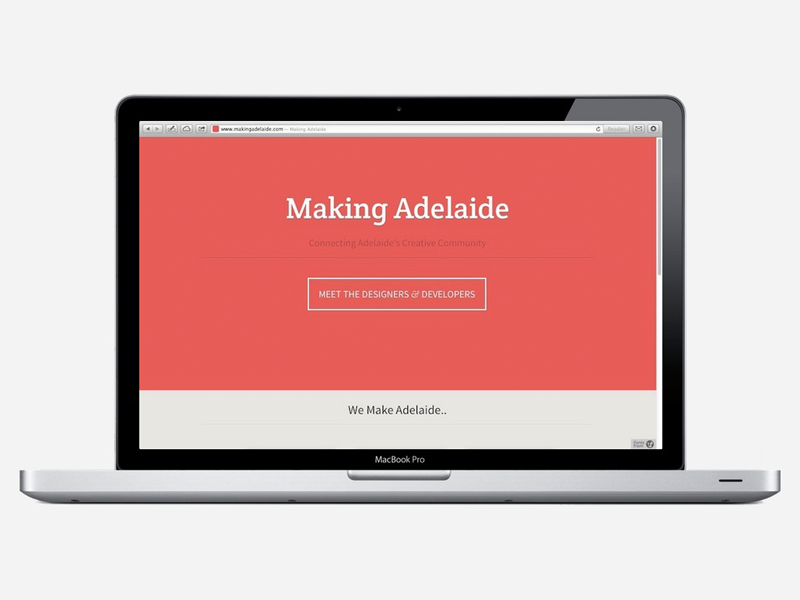 www.makingadelaide.com — Making Adelaide
Reader
Making Adelaide
Connecting Adelaide's Creative Community
MEET THE DESIGNERS & DEVELOPERS
We Make Adelaide..
MacBook Pro